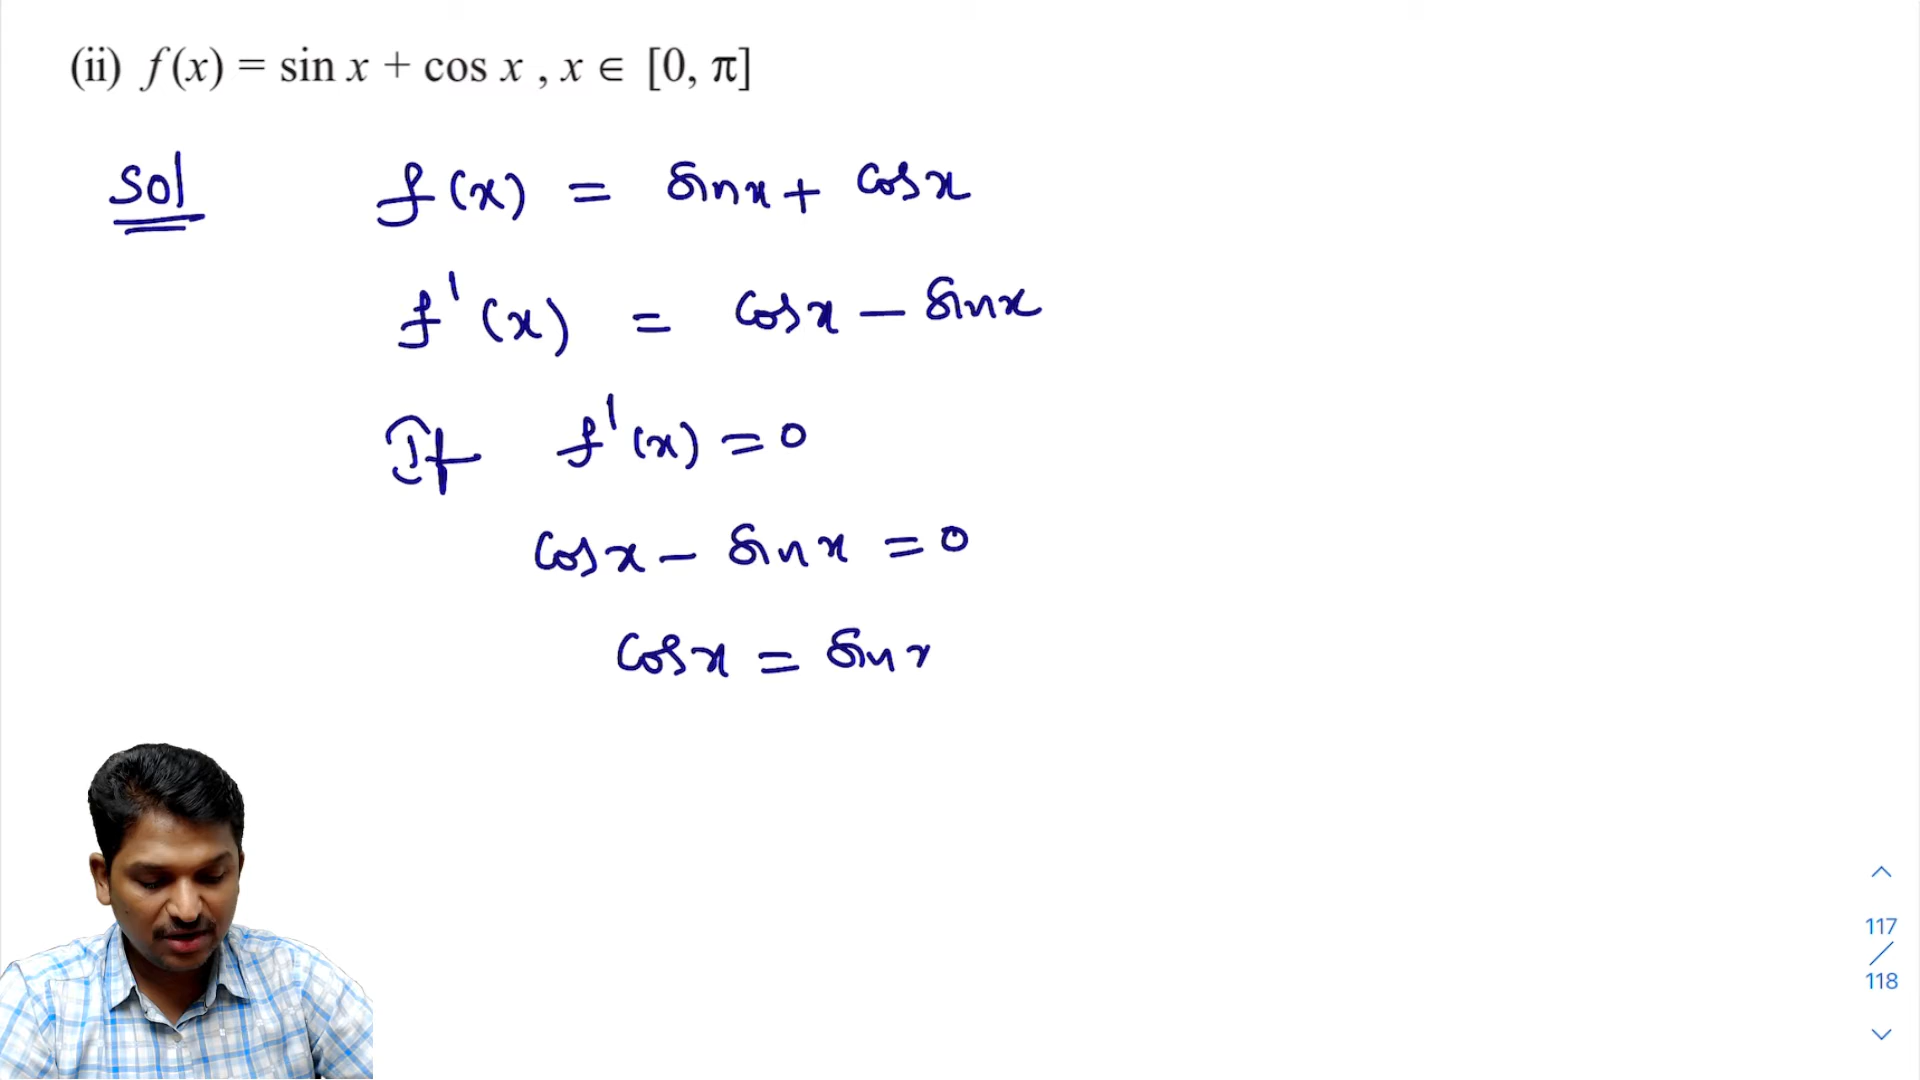 (ii) f(x) = sin x + cos x , x ∈ [0, π]
Sol f(x) = sinx + cosx
f'(x) = cosx − sinx
If f'(x) = 0
cosx − sinx = 0
cosx = sinx
117
/
118